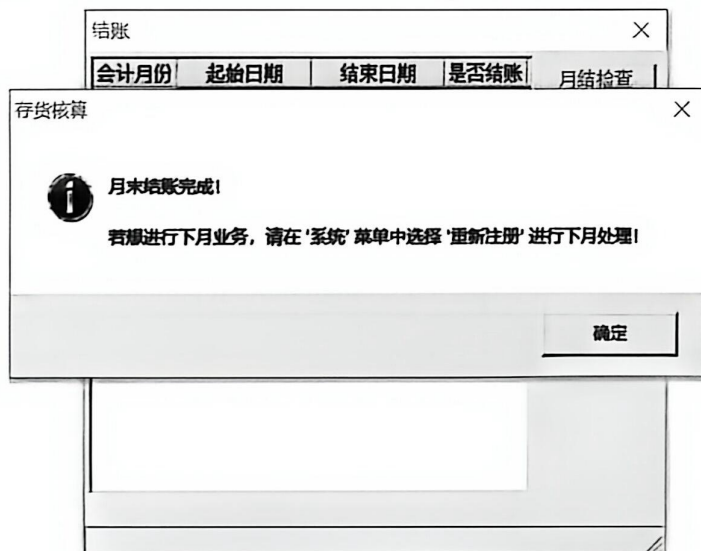 结账
会计月份 起始日期 结束日期 是否结账 月结检查
存货核算
月末结账完成！
若想进行下月业务，请在‘系统’菜单中选择‘重新注册’进行下月处理！
确定